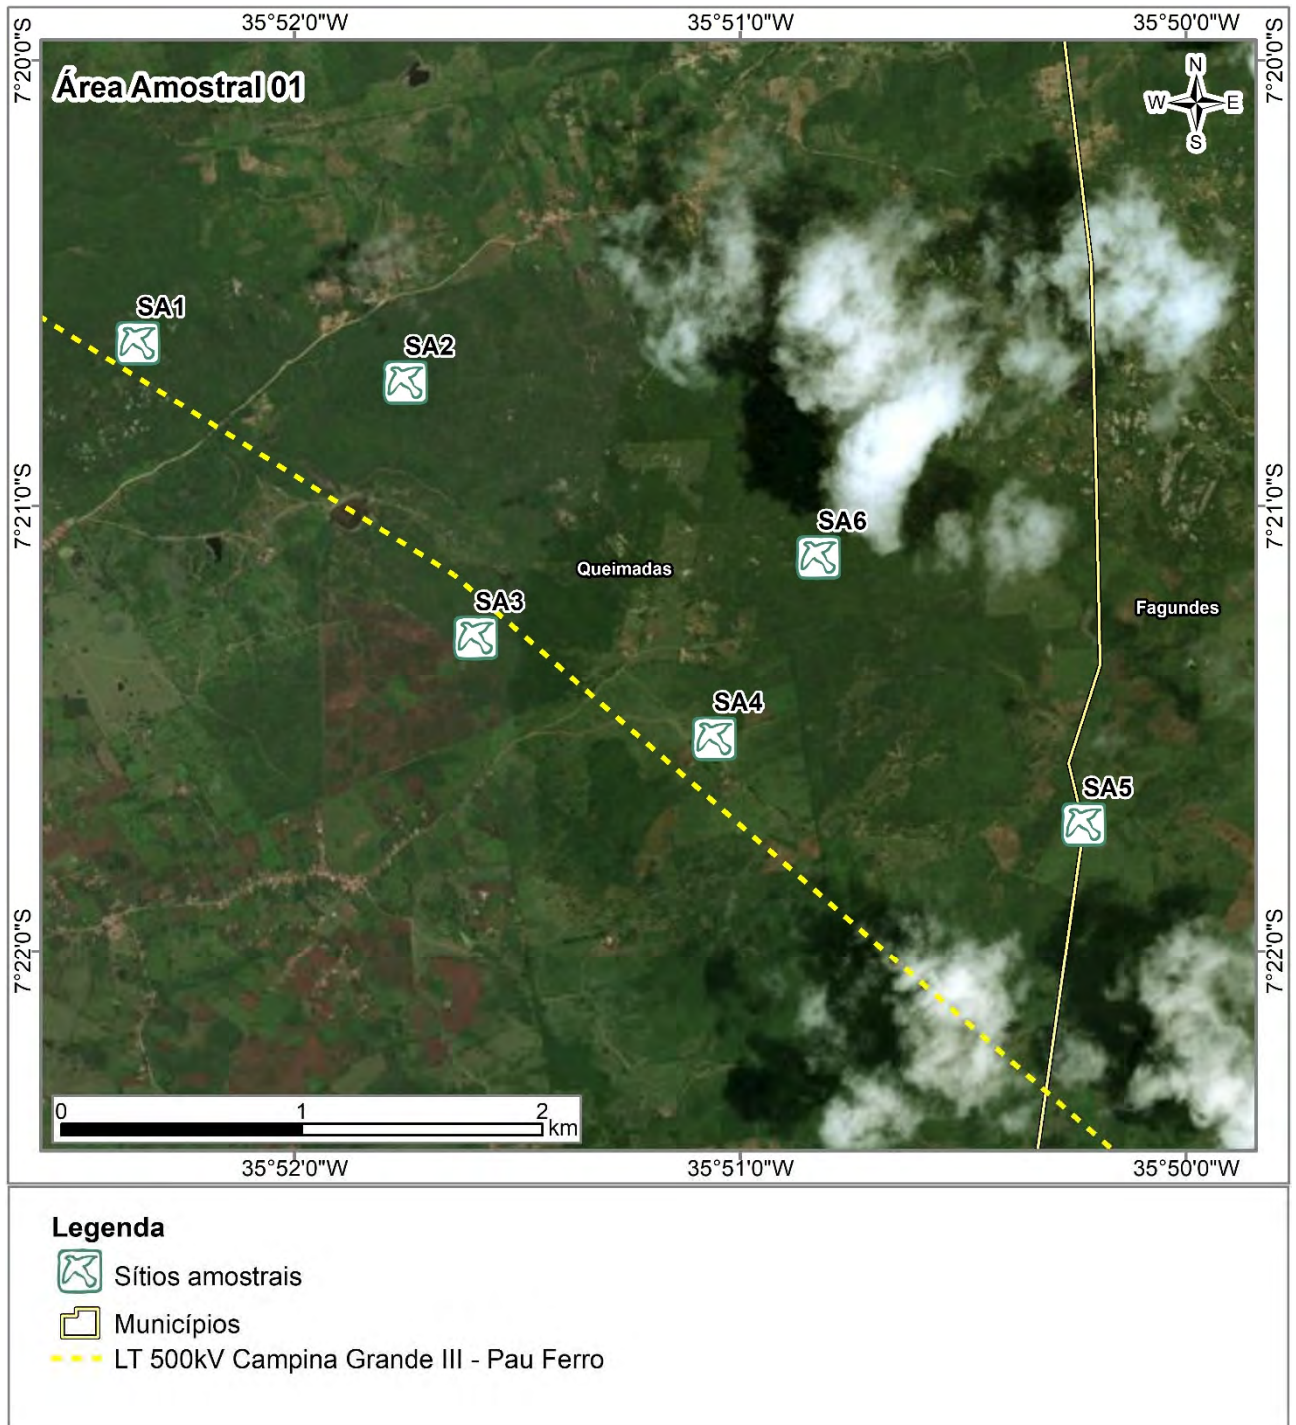 35°52'0"W 35°51'0"W 35°50'0"W
7°20'0"S 7°20'0"S
Área Amostral 01
N
W E
S
SA1
SA2
7°21'0"S 7°21'0"S
SA6
Queimadas
SA3
Fagundes
SA4
SA5
7°22'0"S 7°22'0"S
0 1 2
km
35°52'0"W 35°51'0"W 35°50'0"W
Legenda
Sítios amostrais
Municípios
LT 500kV Campina Grande III - Pau Ferro